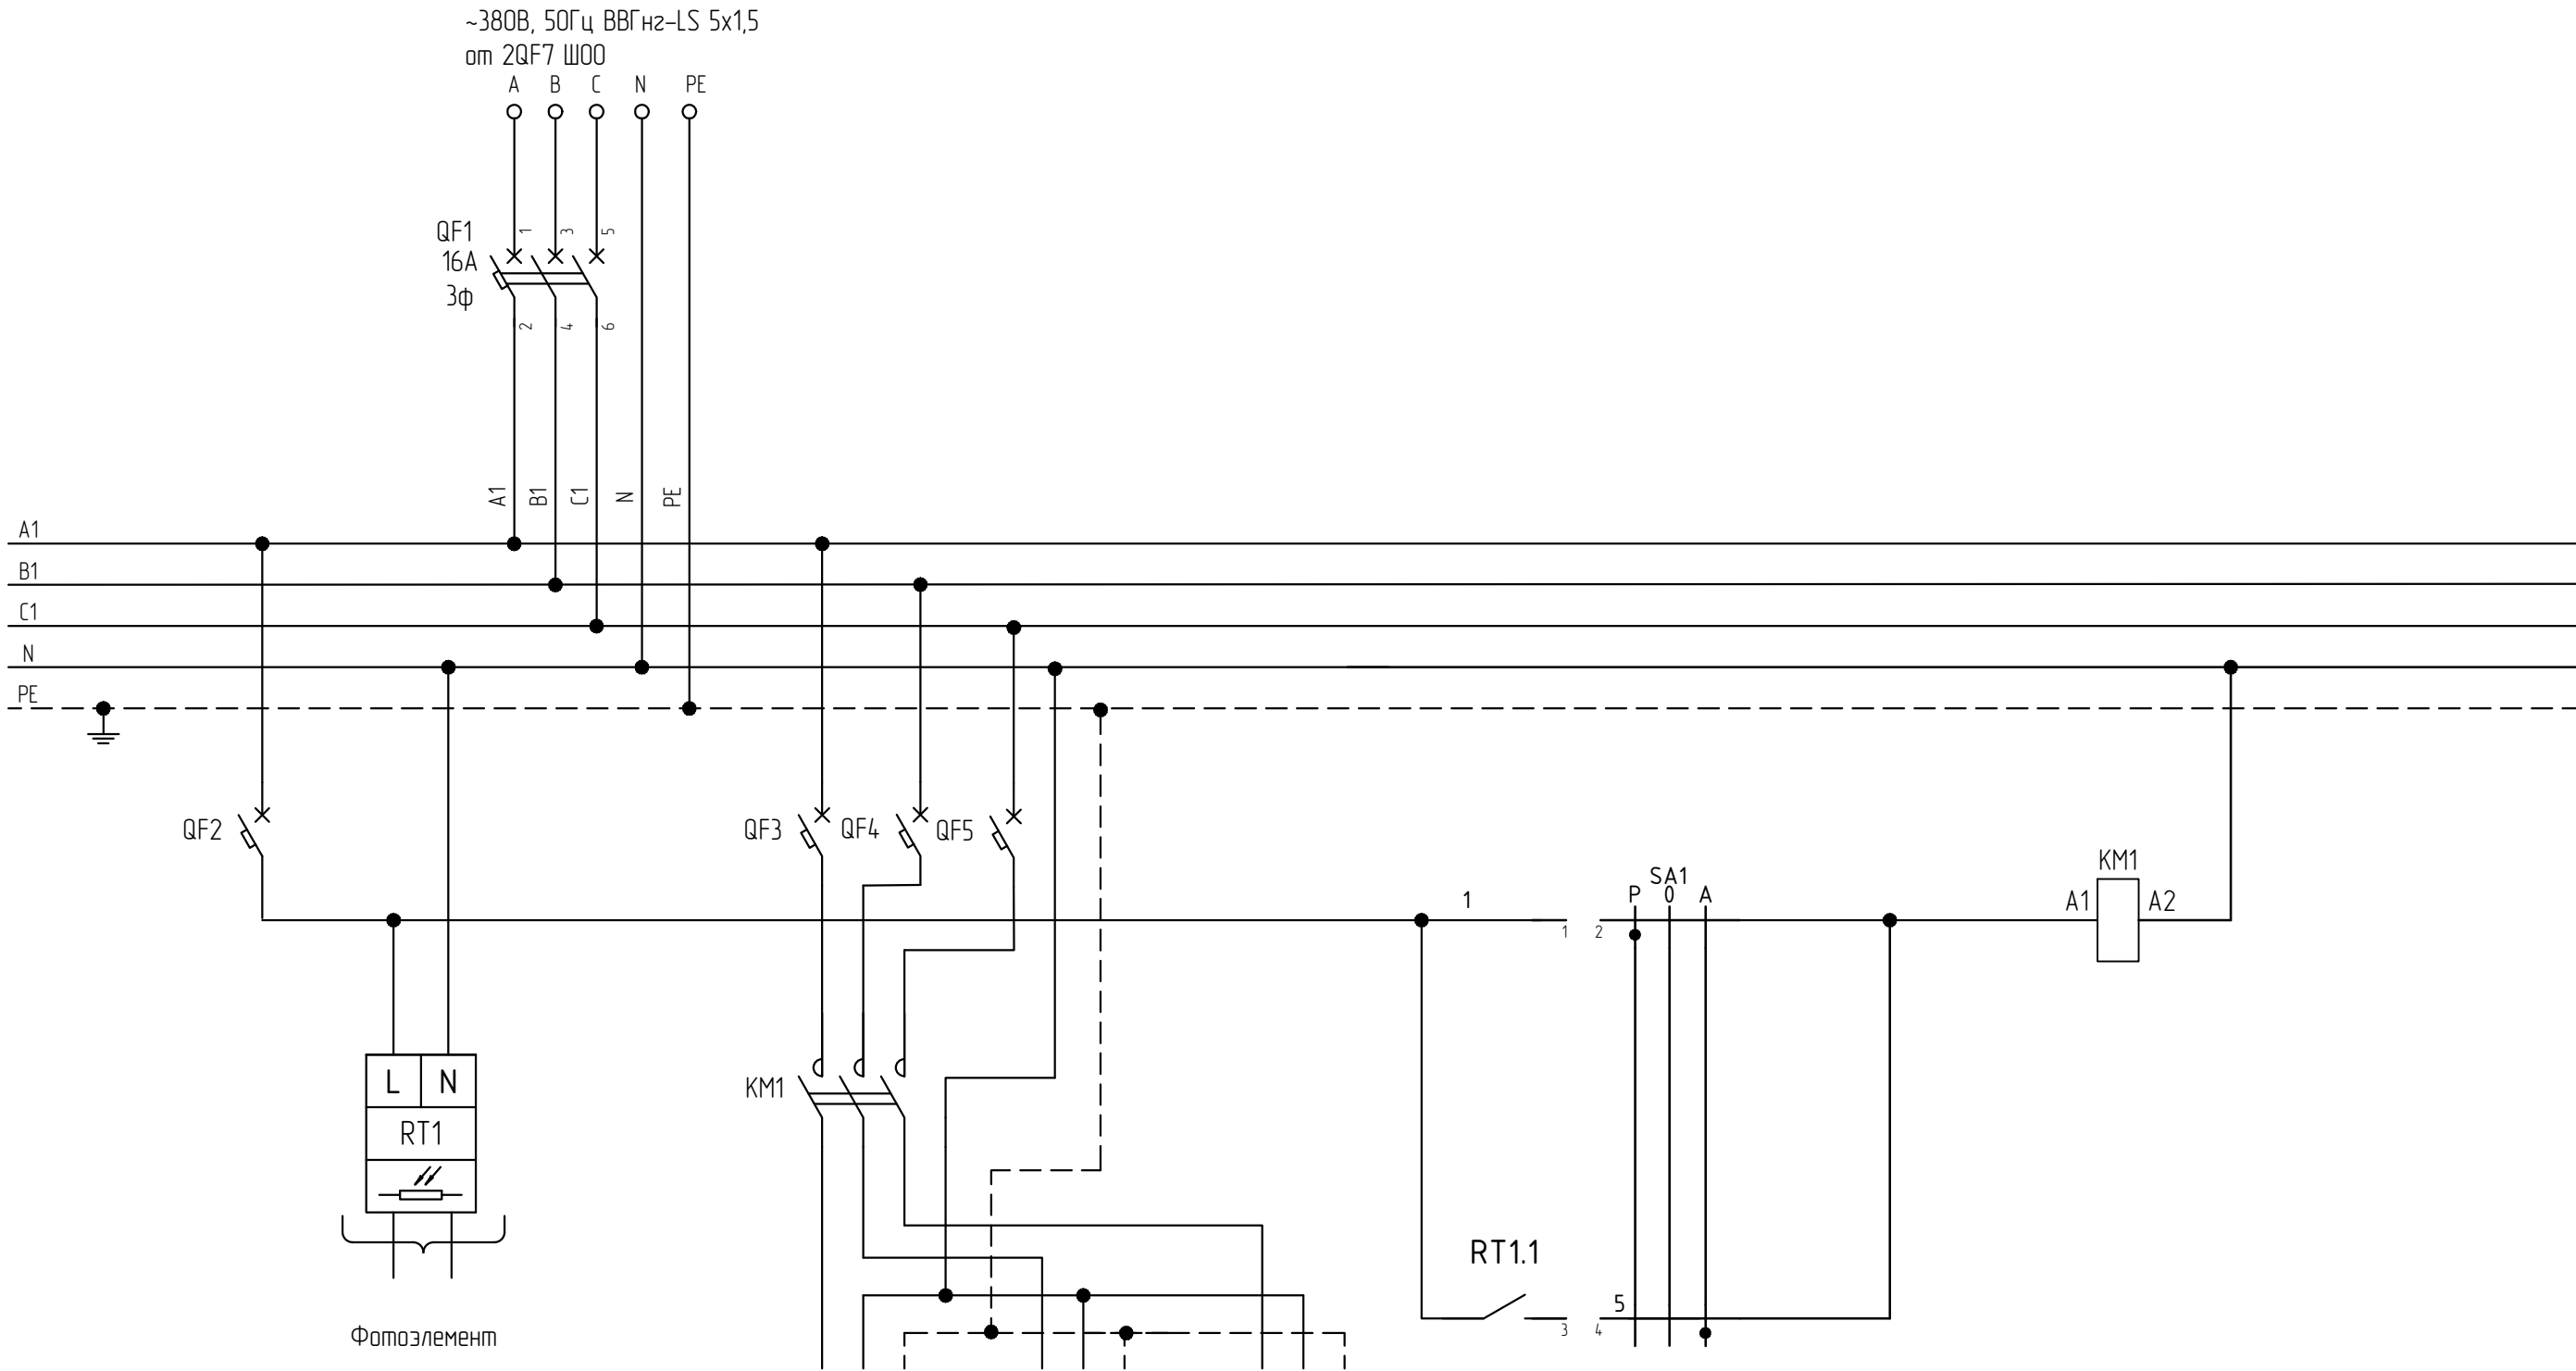 ~380В, 50Гц ВВГнг-LS 5х1,5
от 2QF7 ЩОО
A B C N PE
QF1
16А
3ф
1 3 5
2 4 6
A1 B1 C1 N PE
A1
B1
C1
N
PE
QF2
QF3
QF4
QF5
1
1 2
SA1
P 0 A
KM1
A1 A2
L N
RT1
KM1
RT1.1
5
3 4
Фотоэлемент